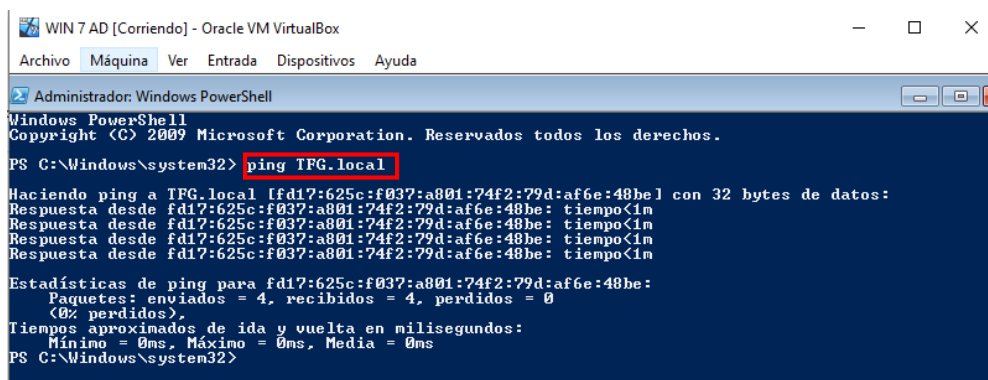 WIN 7 AD [Corriendo] - Oracle VM VirtualBox
Archivo Máquina Ver Entrada Dispositivos Ayuda
Administrador: Windows PowerShell
Windows PowerShell
Copyright (C) 2009 Microsoft Corporation. Reservados todos los derechos.
PS C:\Windows\system32> ping TFG.local
Haciendo ping a TFG.local [fd17:625c:f037:a801:74f2:79d:af6e:48be] con 32 bytes de datos:
Respuesta desde fd17:625c:f037:a801:74f2:79d:af6e:48be: tiempo<1m
Respuesta desde fd17:625c:f037:a801:74f2:79d:af6e:48be: tiempo<1m
Respuesta desde fd17:625c:f037:a801:74f2:79d:af6e:48be: tiempo<1m
Respuesta desde fd17:625c:f037:a801:74f2:79d:af6e:48be: tiempo<1m
Estadísticas de ping para fd17:625c:f037:a801:74f2:79d:af6e:48be:
Paquetes: enviados = 4, recibidos = 4, perdidos = 0
(0% perdidos),
Tiempos aproximados de ida y vuelta en milisegundos:
Mínimo = 0ms, Máximo = 0ms, Media = 0ms
PS C:\Windows\system32>